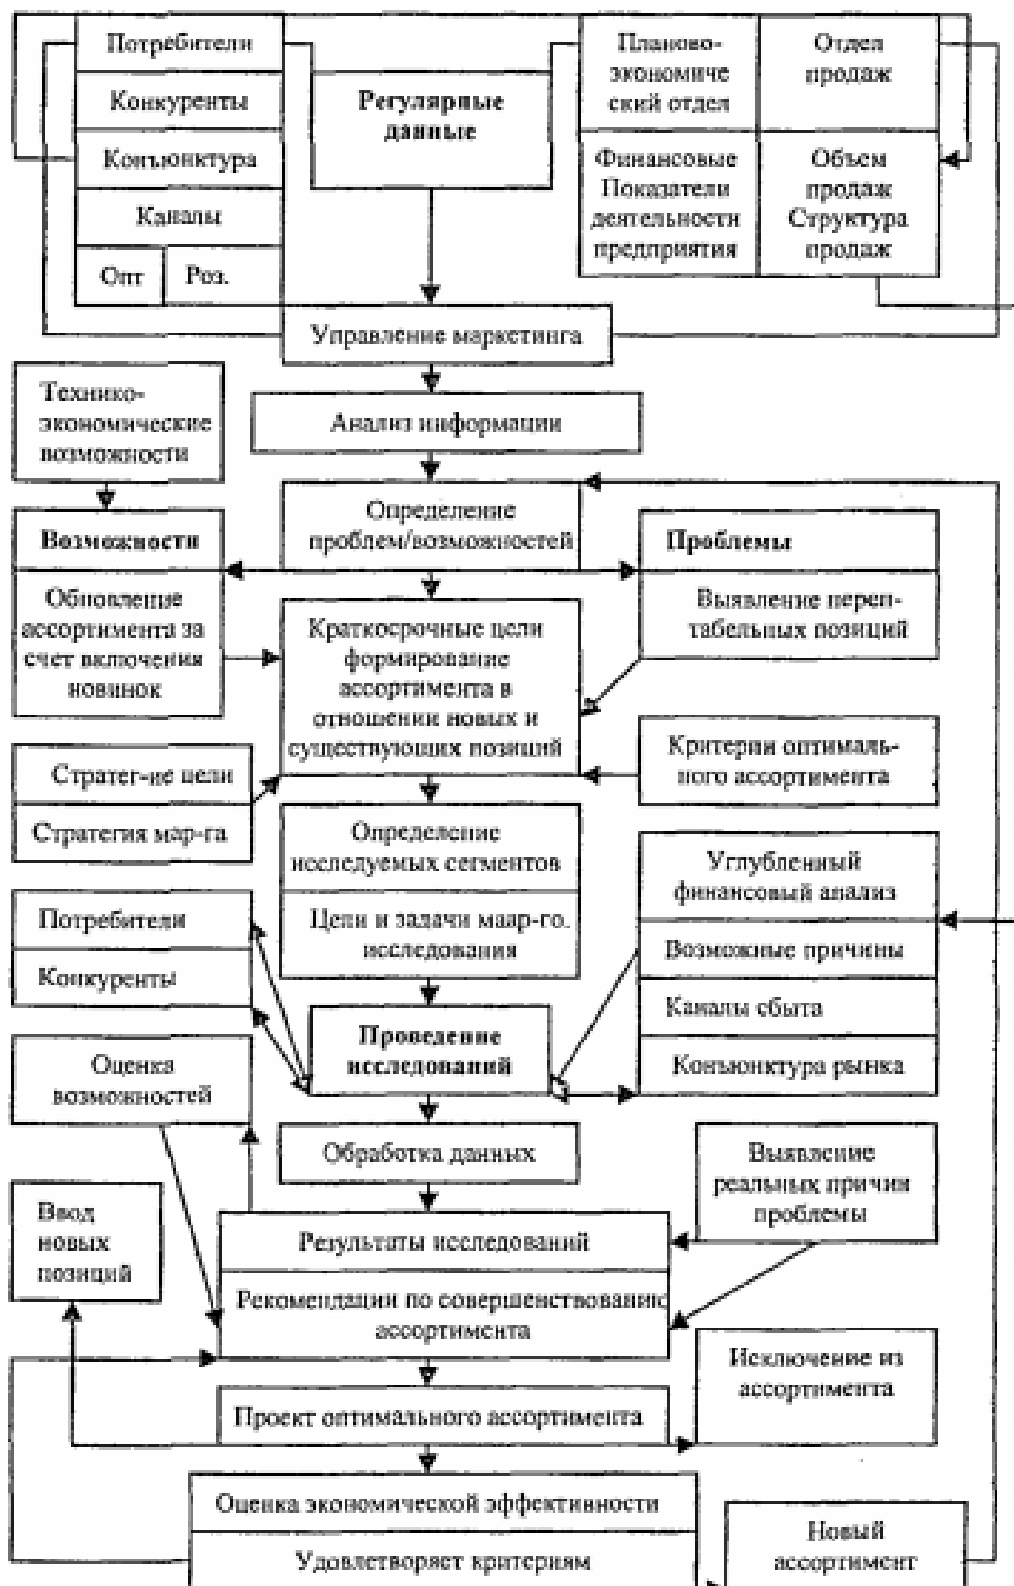 Потребители
Конкуренты
Конъюнктура
Каналы
Опт
Роз.
Регулярные
данные
Планово-
экономиче
ский отдел
Отдел
продаж
Финансовые
Показатели
деятельности
предприятия
Объем
продаж
Структура
продаж
Управление маркетинга
Технико-
экономические
возможности
Анализ информации
Определение
проблем/возможностей
Возможности
Обновление
ассортимента за
счет включения
новинок
Проблемы
Выявление нерен-
табельных позиций
Краткосрочные цели
формирование
ассортимента в
отношении новых и
существующих позиций
Стратег-ие цели
Стратегия мар-га
Критерии оптималь-
ного ассортимента
Определение
исследуемых сегментов
Цели и задачи маар-го.
исследования
Углубленный
финансовый анализ
Возможные причины
Каналы сбыта
Конъюнктура рынка
Потребители
Конкуренты
Проведение
исследований
Оценка
возможностей
Обработка данных
Выявление
реальных причин
проблемы
Ввод
новых
позиций
Результаты исследований
Рекомендации по совершенствованию
ассортимента
Исключение из
ассортимента
Проект оптимального ассортимента
Оценка экономической эффективности
Удовлетворяет критериям
Новый
ассортимент